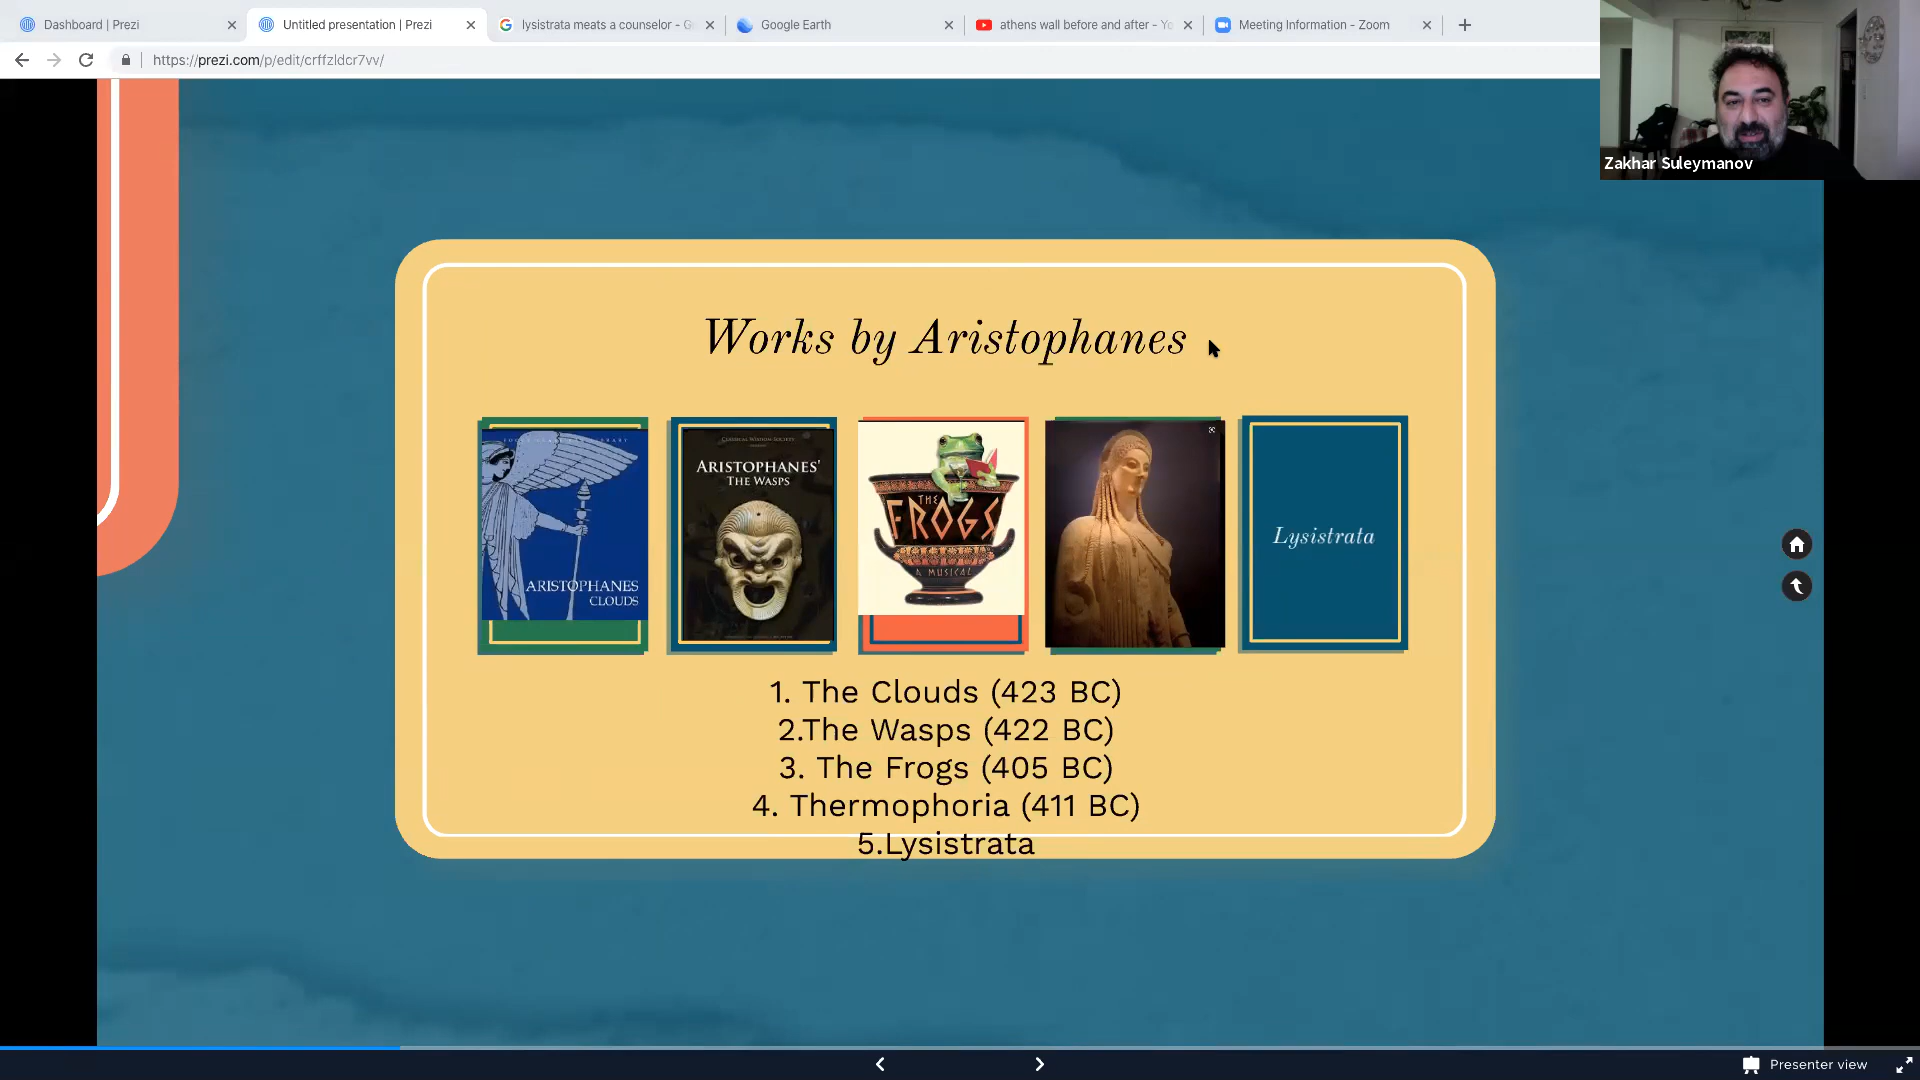 Dashboard | Prezi
Untitled presentation | Prezi
lysistrata meats a counselor - G
Google Earth
athens wall before and after - Yo
Meeting Information - Zoom
https://prezi.com/p/edit/crffzldcr7vv/
Zakhar Suleymanov
Works by Aristophanes
ARISTOPHANES
CLOUDS
CLASSICAL WISDOM SOCIETY
ARISTOPHANES'
THE WASPS
THE
FROGS
A MUSICAL
Lysistrata
1. The Clouds (423 BC)
2.The Wasps (422 BC)
3. The Frogs (405 BC)
4. Thermophoria (411 BC)
5.Lysistrata
Presenter view